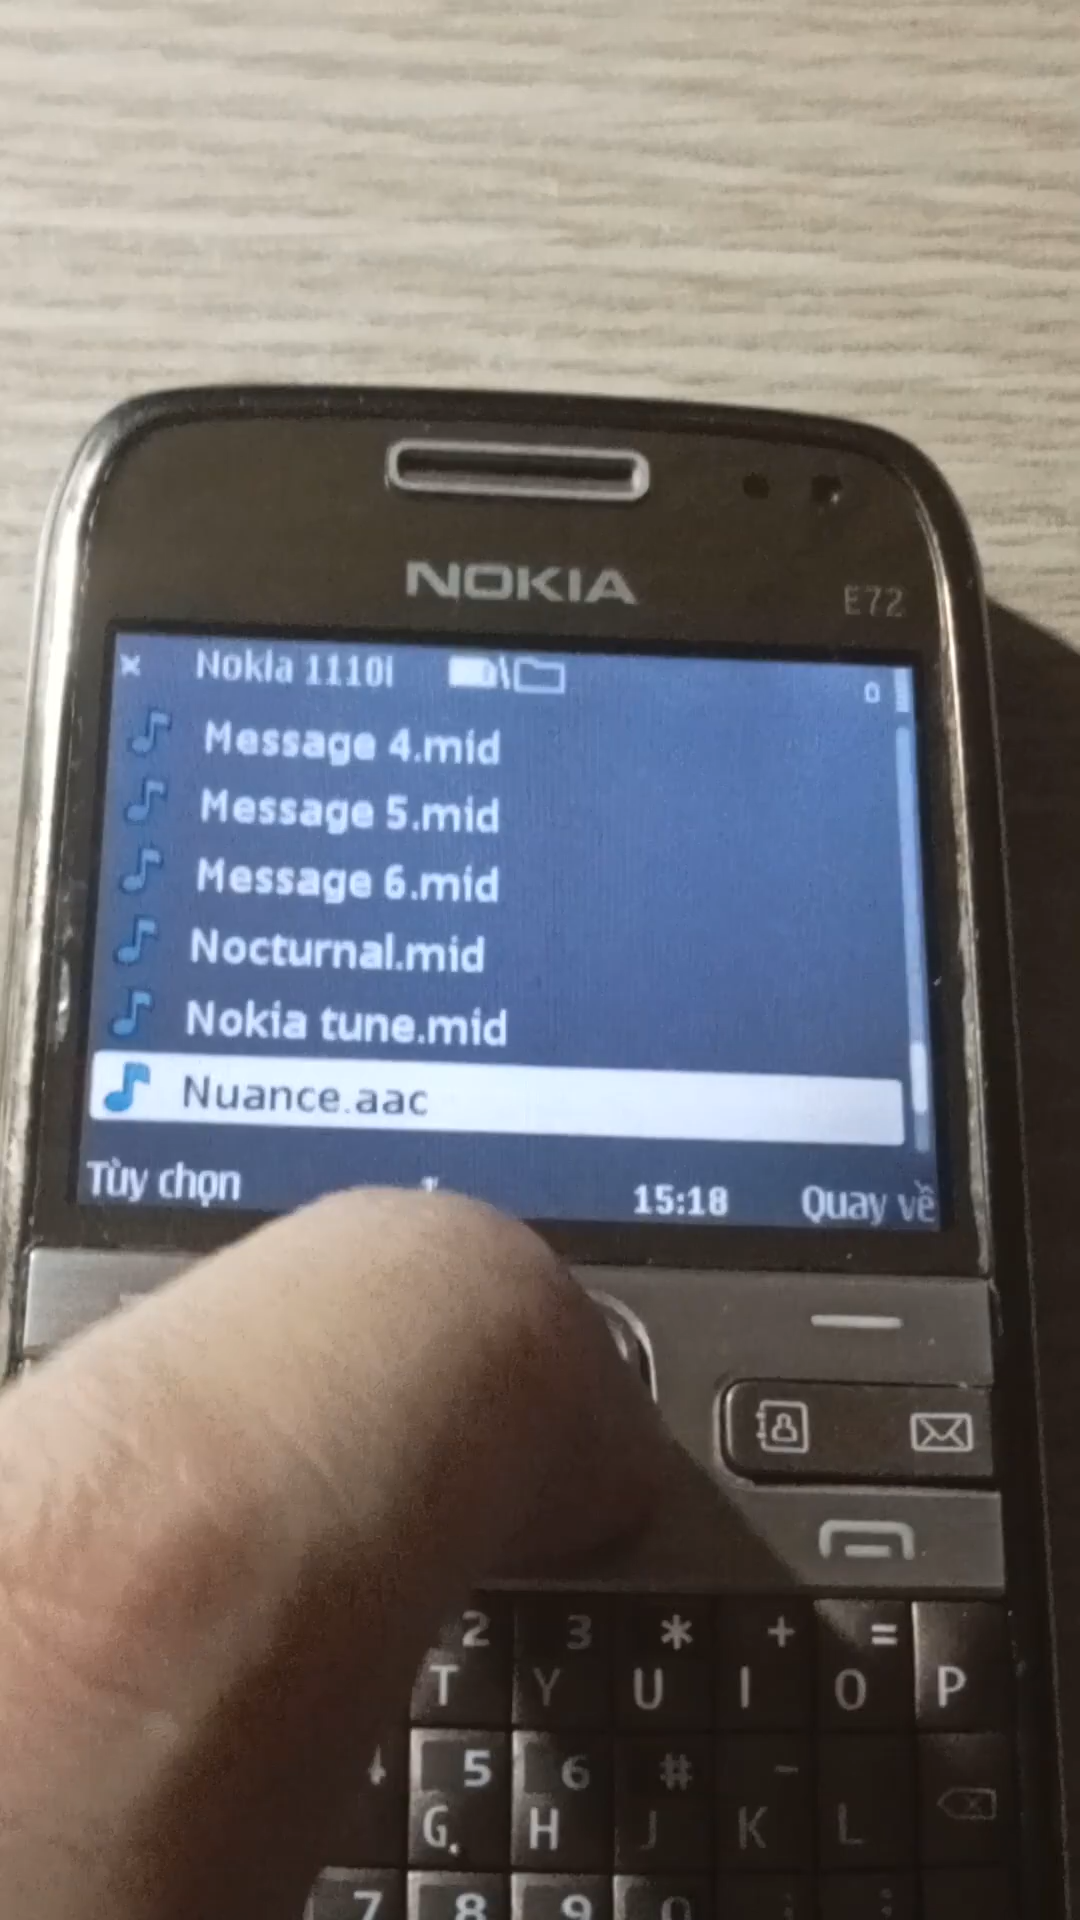 NOKIA
E72
Nokia 1110i
Message 4.mid
Message 5.mid
Message 6.mid
Nocturnal.mid
Nokia tune.mid
Nuance.aac
Tùy chọn 15:18 Quay về
2 3 * + =
T Y U I O P
5 6 # -
G. H J K L
7 8 9 0